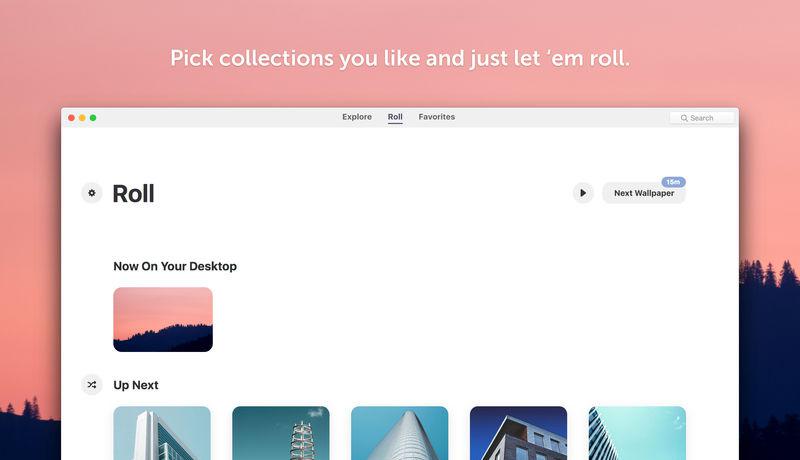 Pick collections you like and just let ‘em roll.
Explore Roll Favorites Search
Roll
15m
Next Wallpaper
Now On Your Desktop
Up Next